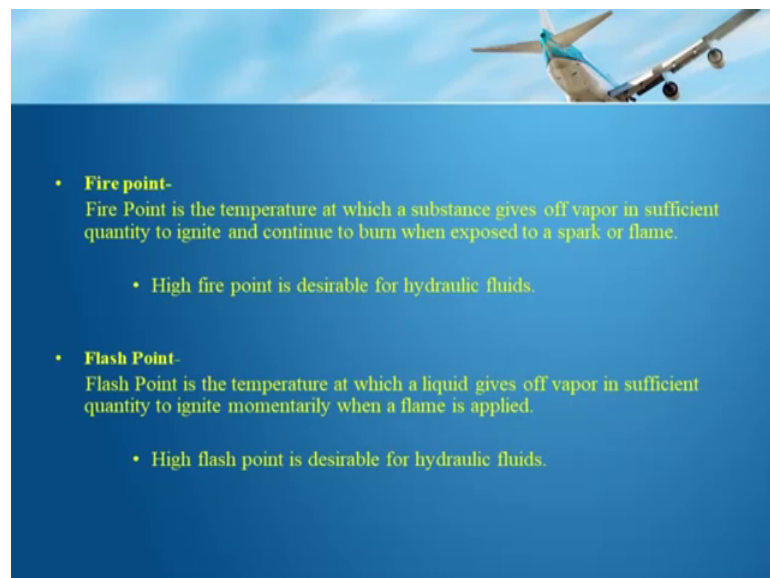 • Fire point-
Fire Point is the temperature at which a substance gives off vapor in sufficient
quantity to ignite and continue to burn when exposed to a spark or flame.
• High fire point is desirable for hydraulic fluids.
• Flash Point-
Flash Point is the temperature at which a liquid gives off vapor in sufficient
quantity to ignite momentarily when a flame is applied.
• High flash point is desirable for hydraulic fluids.